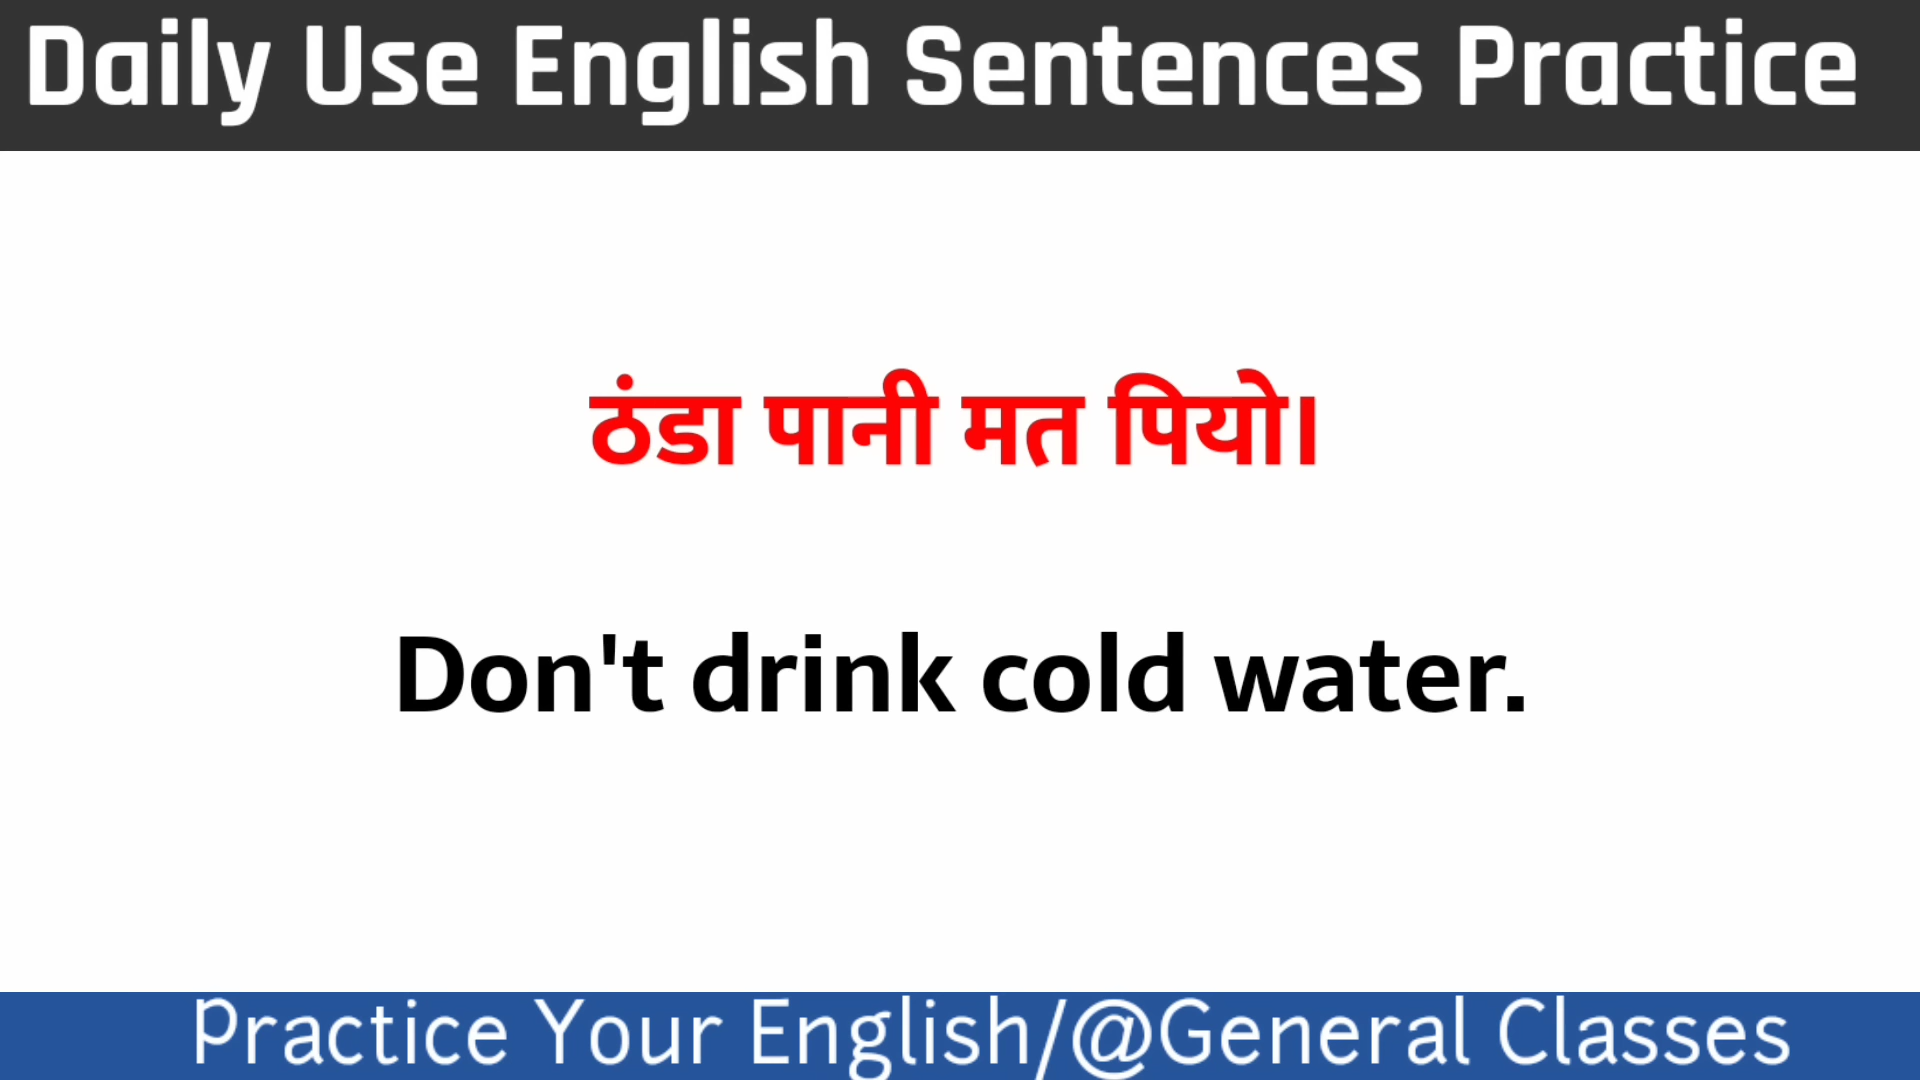 Daily Use English Sentences Practice
ठंडा पानी मत पियो।
Don't drink cold water.
Practice Your English/@General Classes